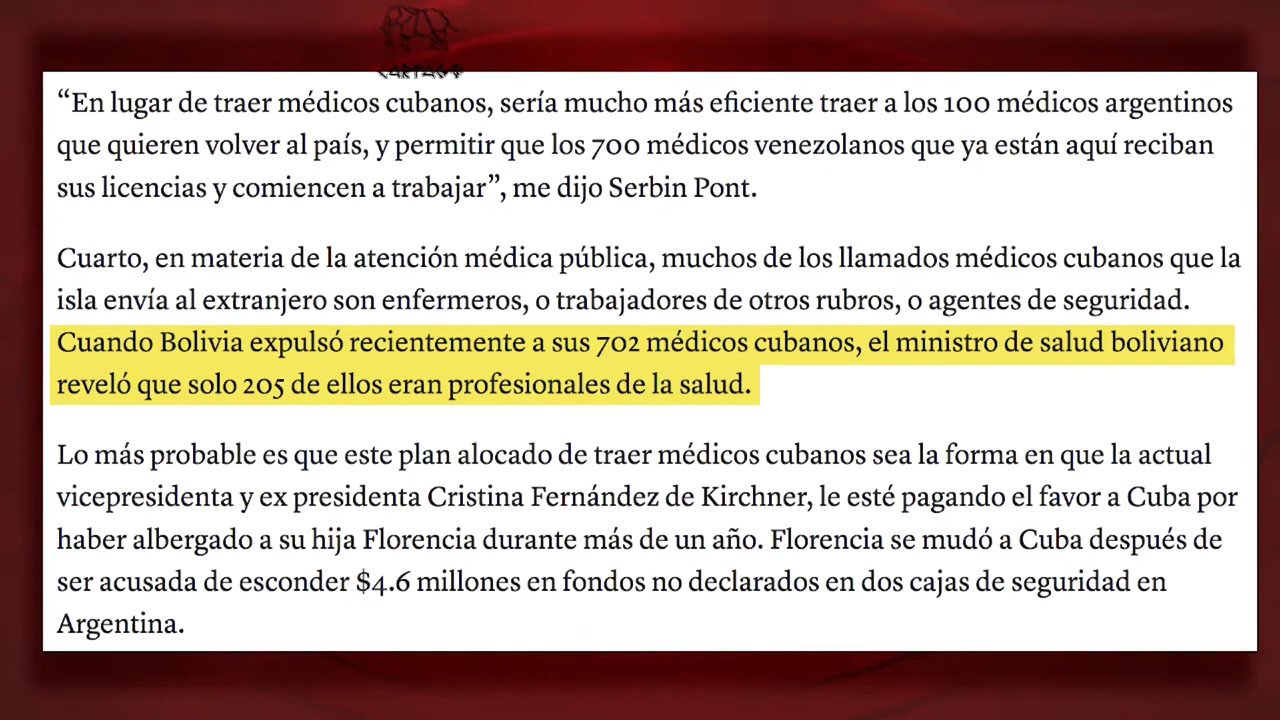 CARTAGO
“En lugar de traer médicos cubanos, sería mucho más eficiente traer a los 100 médicos argentinos
que quieren volver al país, y permitir que los 700 médicos venezolanos que ya están aquí reciban
sus licencias y comiencen a trabajar”, me dijo Serbin Pont.
Cuarto, en materia de la atención médica pública, muchos de los llamados médicos cubanos que la
isla envía al extranjero son enfermeros, o trabajadores de otros rubros, o agentes de seguridad.
Cuando Bolivia expulsó recientemente a sus 702 médicos cubanos, el ministro de salud boliviano
reveló que solo 205 de ellos eran profesionales de la salud.
Lo más probable es que este plan alocado de traer médicos cubanos sea la forma en que la actual
vicepresidenta y ex presidenta Cristina Fernández de Kirchner, le esté pagando el favor a Cuba por
haber albergado a su hija Florencia durante más de un año. Florencia se mudó a Cuba después de
ser acusada de esconder $4.6 millones en fondos no declarados en dos cajas de seguridad en
Argentina.